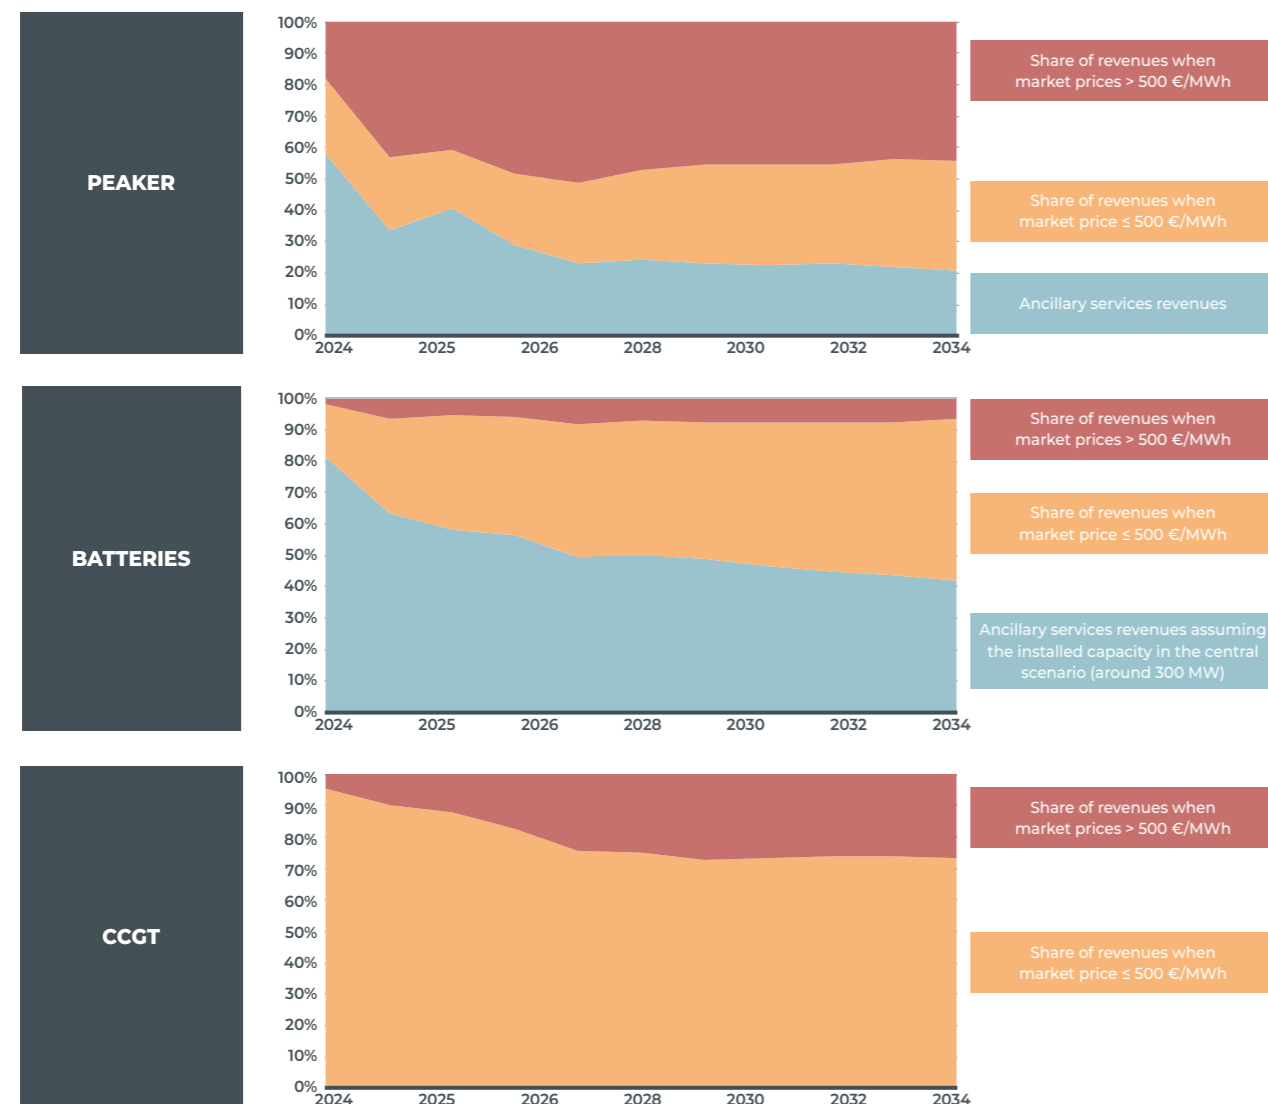 PEAKER
100%
90%
80%
70%
60%
50%
40%
30%
20%
10%
0%
2024 2025 2026 2028 2030 2032 2034
Share of revenues when
market prices > 500 €/MWh
Share of revenues when
market price ≤ 500 €/MWh
Ancillary services revenues
BATTERIES
100%
90%
80%
70%
60%
50%
40%
30%
20%
10%
0%
2024 2025 2026 2028 2030 2032 2034
Share of revenues when
market prices > 500 €/MWh
Share of revenues when
market price ≤ 500 €/MWh
Ancillary services revenues assuming
the installed capacity in the central
scenario (around 300 MW)
CCGT
100%
90%
80%
70%
60%
50%
40%
30%
20%
10%
0%
2024 2025 2026 2028 2030 2032 2034
Share of revenues when
market prices > 500 €/MWh
Share of revenues when
market price ≤ 500 €/MWh